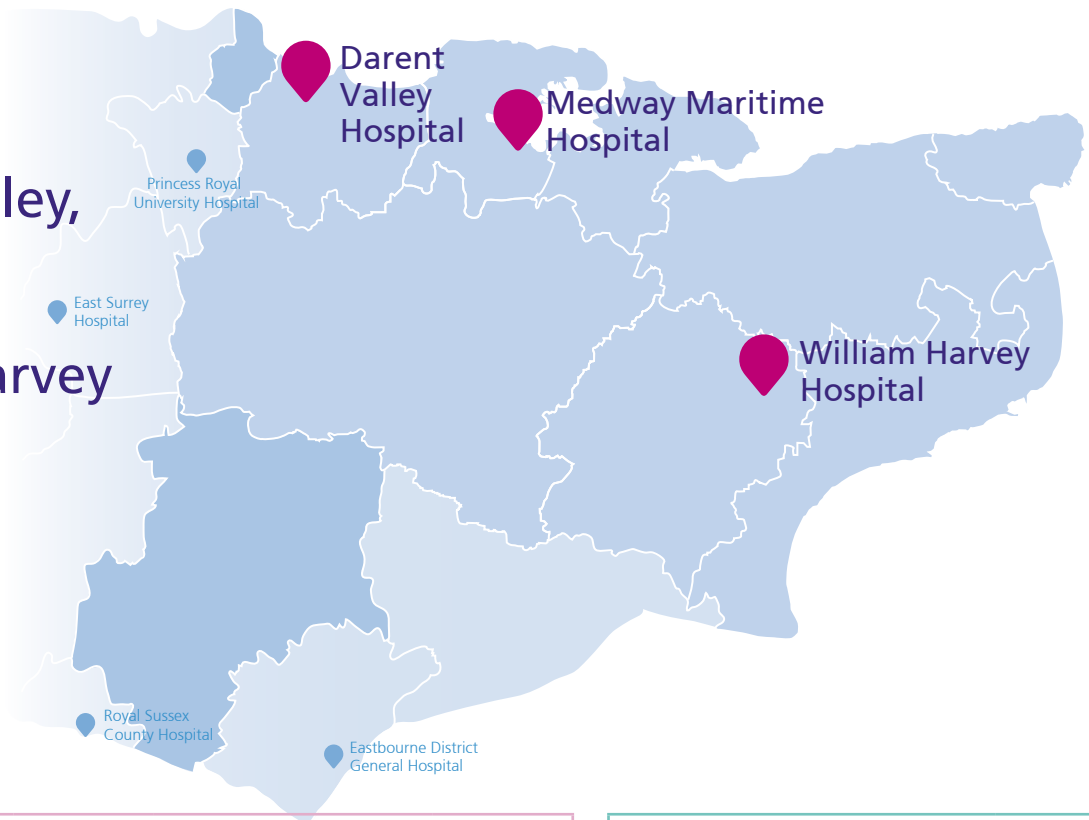 Darent
Valley
Hospital
Medway Maritime
Hospital
Princess Royal
University Hospital
ley,
East Surrey
Hospital
arvey
William Harvey
Hospital
Royal Sussex
County Hospital
Eastbourne District
General Hospital